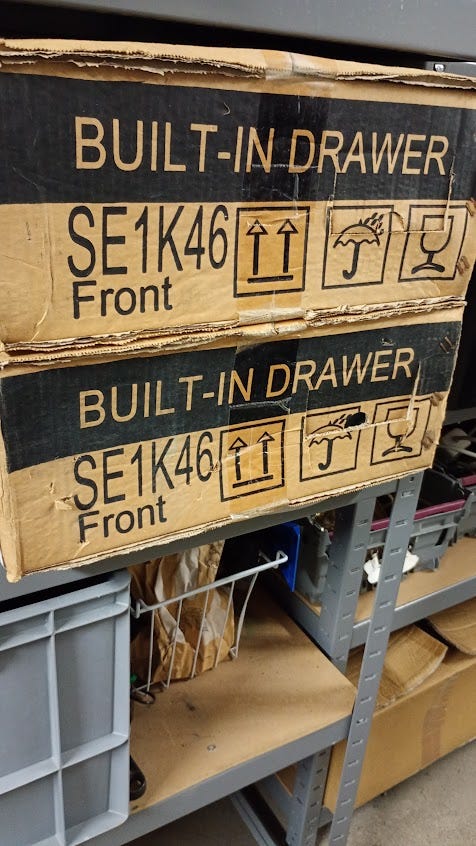 BUILT-IN DRAWER
SE1K46
Front
BUILT-IN DRAWER
SE1K46
Front